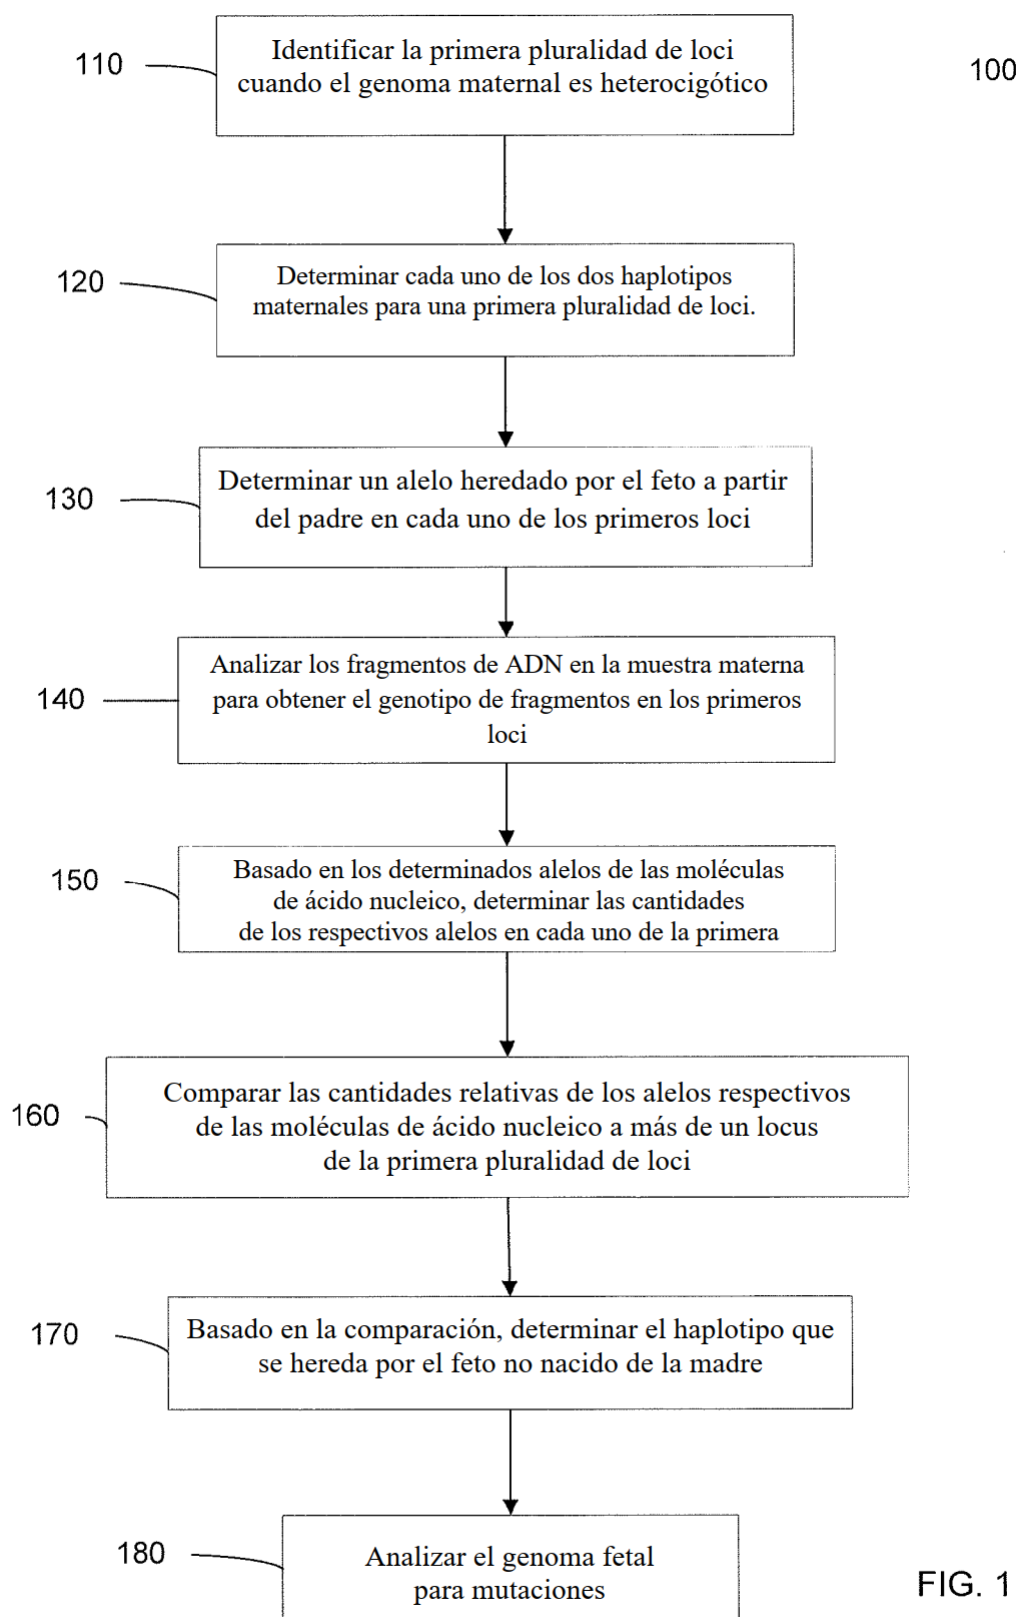 110
Identificar la primera pluralidad de loci
cuando el genoma maternal es heterocigótico
100
120
Determinar cada uno de los dos haplotipos
maternales para una primera pluralidad de loci.
130
Determinar un alelo heredado por el feto a partir
del padre en cada uno de los primeros loci
140
Analizar los fragmentos de ADN en la muestra materna
para obtener el genotipo de fragmentos en los primeros
loci
150
Basado en los determinados alelos de las moléculas
de ácido nucleico, determinar las cantidades
de los respectivos alelos en cada uno de la primera
160
Comparar las cantidades relativas de los alelos respectivos
de las moléculas de ácido nucleico a más de un locus
de la primera pluralidad de loci
170
Basado en la comparación, determinar el haplotipo que
se hereda por el feto no nacido de la madre
180
Analizar el genoma fetal
para mutaciones
FIG. 1